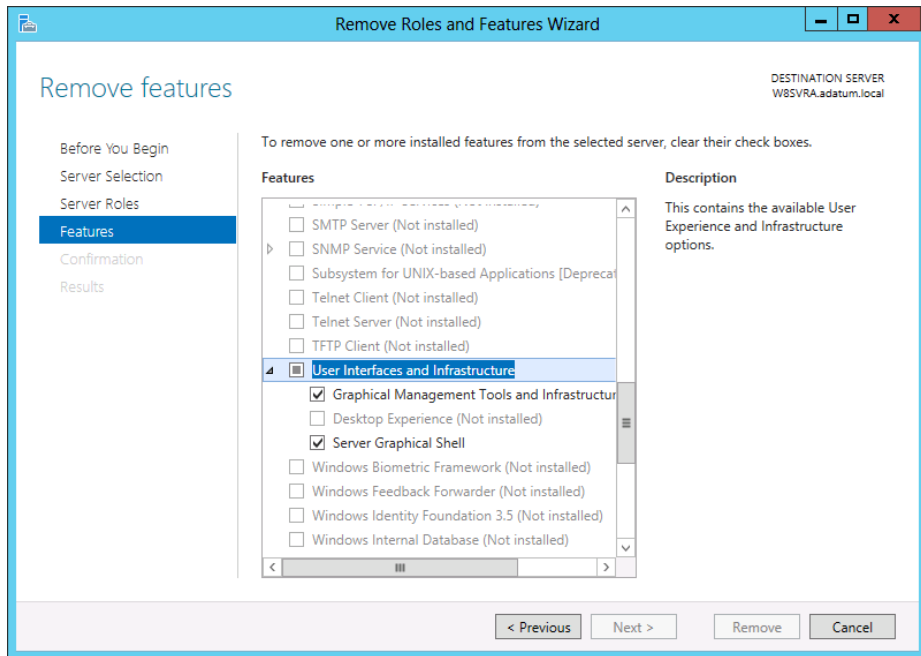 Remove Roles and Features Wizard
Remove features
DESTINATION SERVER
W8SVRA.adatum.local
Before You Begin
Server Selection
Server Roles
Features
Confirmation
Results
To remove one or more installed features from the selected server, clear their check boxes.
Features
SMTP Server (Not installed)
SNMP Service (Not installed)
Subsystem for UNIX-based Applications [Deprecat
Telnet Client (Not installed)
Telnet Server (Not installed)
TFTP Client (Not installed)
User Interfaces and Infrastructure
Graphical Management Tools and Infrastructur
Desktop Experience (Not installed)
Server Graphical Shell
Windows Biometric Framework (Not installed)
Windows Feedback Forwarder (Not installed)
Windows Identity Foundation 3.5 (Not installed)
Windows Internal Database (Not installed)
Description
This contains the available User
Experience and Infrastructure
options.
< Previous
Next >
Remove
Cancel